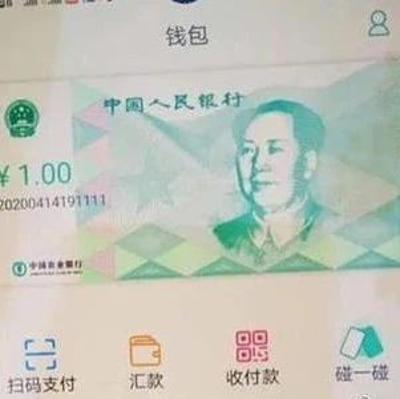 钱包
中国人民银行
¥ 1.00
20200414191111
中国农业银行
扫码支付
汇款
收付款
碰一碰